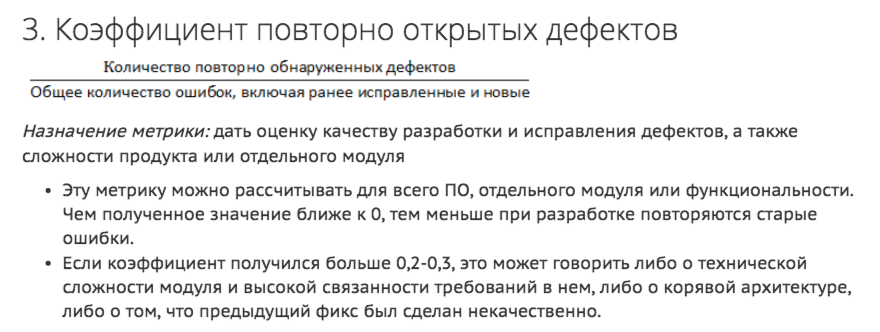 3. Коэффициент повторно открытых дефектов
Количество повторно обнаруженных дефектов
Общее количество ошибок, включая ранее исправленные и новые
Назначение метрики: дать оценку качеству разработки и исправления дефектов, а также
сложности продукта или отдельного модуля
• Эту метрику можно рассчитывать для всего ПО, отдельного модуля или функциональности.
Чем полученное значение ближе к 0, тем меньше при разработке повторяются старые
ошибки.
• Если коэффициент получился больше 0,2-0,3, это может говорить либо о технической
сложности модуля и высокой связанности требований в нем, либо о корявой архитектуре,
либо о том, что предыдущий фикс был сделан некачественно.